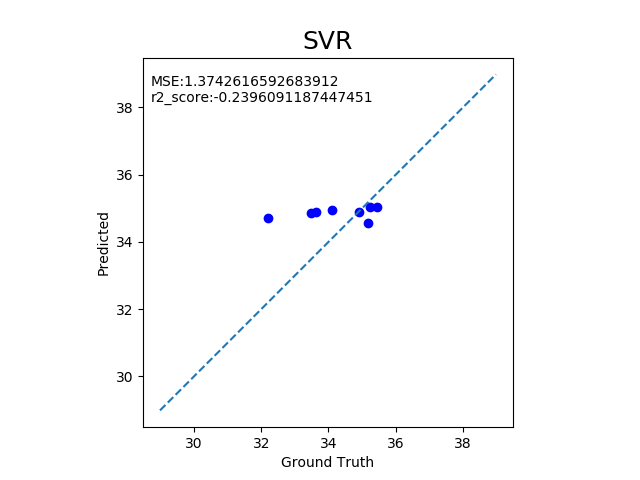 SVR
MSE:1.3742616592683912
r2_score:-0.2396091187447451
38
36
34
32
30
Predicted
30 32 34 36 38
Ground Truth